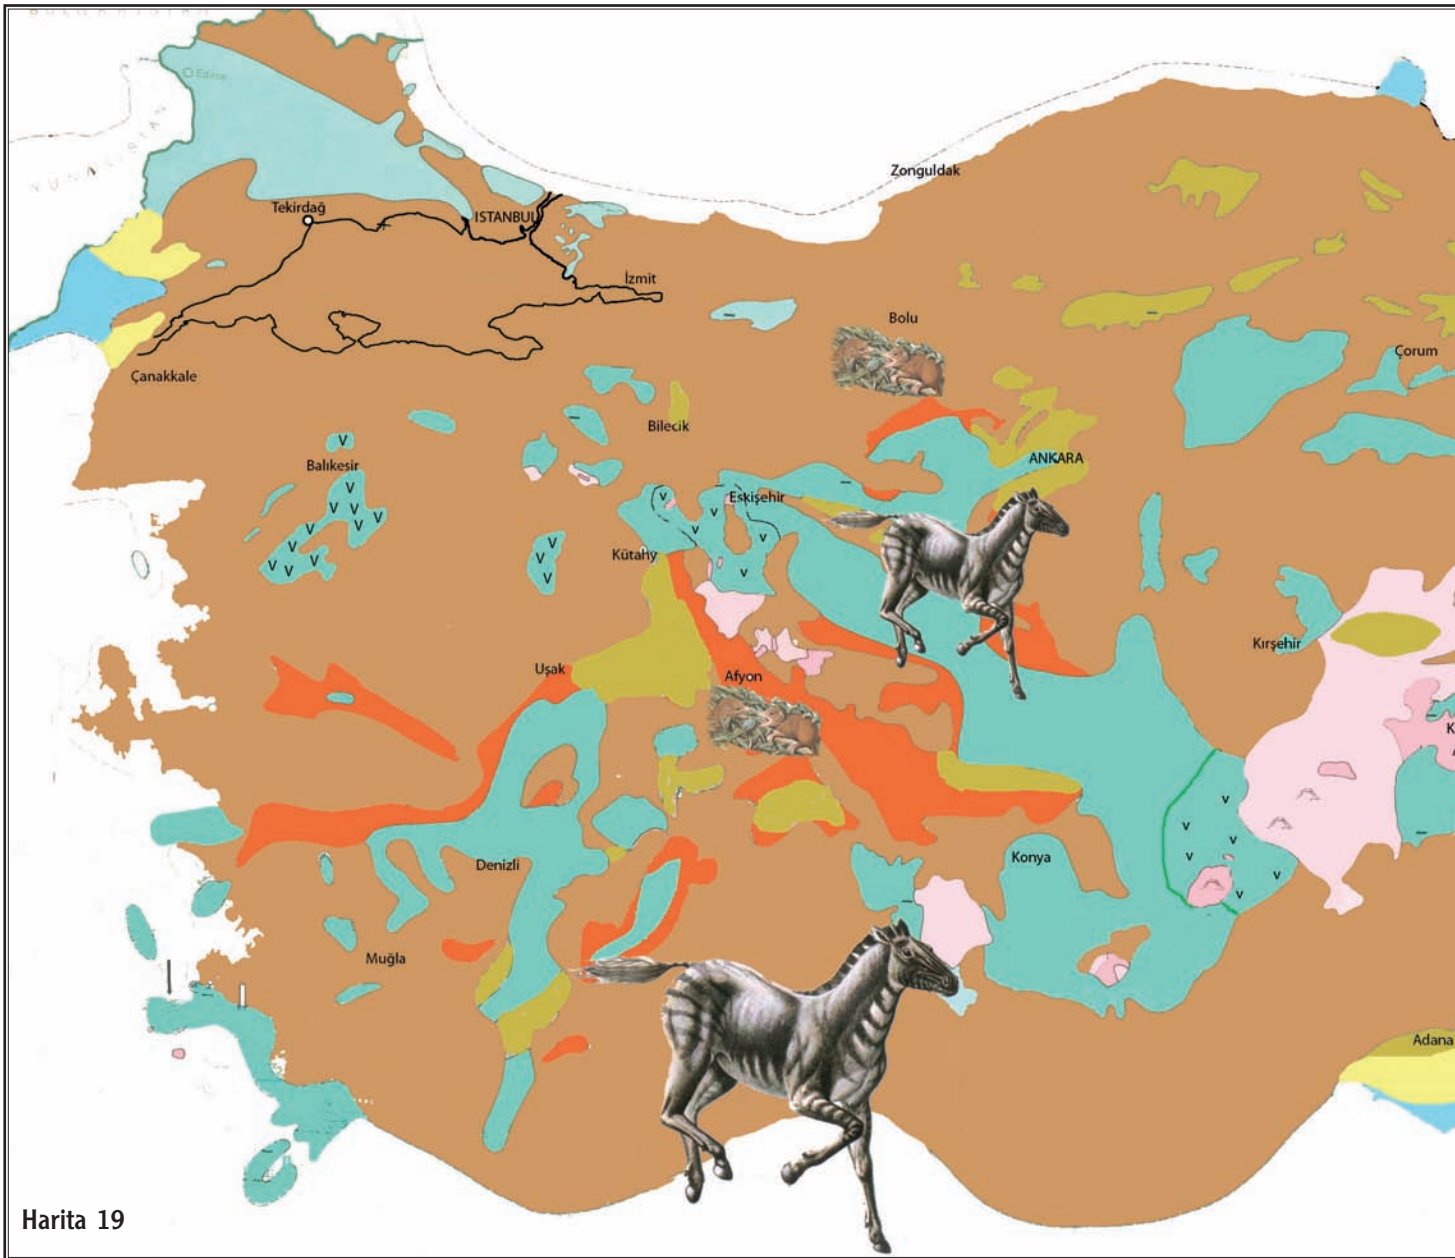 Edirne
Zonguldak
Tekirdağ
ISTANBUL
İzmit
Bolu
Çorum
Çanakkale
Bilecik
ANKARA
Balıkesir
Eskişehir
Kütahy
Kırşehir
Uşak
Afyon
K
Konya
Denizli
Muğla
Adana
Harita 19